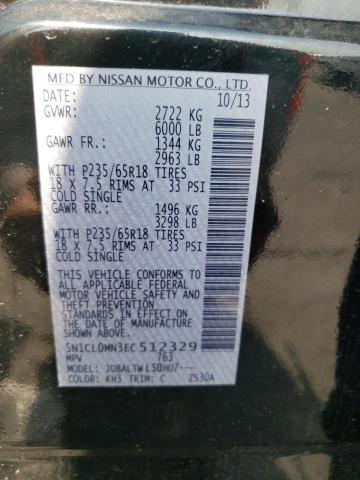 MFD BY NISSAN MOTOR CO., LTD.
DATE: 10/13
GVWR: 2722 KG
6000 LB
GAWR FR.: 1344 KG
2963 LB
WITH P235/65R18 TIRES
18 X 7.5 RIMS AT 33 PSI
COLD SINGLE
GAWR RR.: 1496 KG
3298 LB
WITH P235/65R18 TIRES
18 X 7.5 RIMS AT 33 PSI
COLD SINGLE
THIS VEHICLE CONFORMS TO
ALL APPLICABLE FEDERAL
MOTOR VEHICLE SAFETY AND
THEFT PREVENTION STANDARDS
IN EFFECT ON THE DATE OF
MANUFACTURE SHOWN ABOVE.
5N1CL0MN3EC512329
MPV 763
MODEL: JDBALTWL50HU7---
COLOR: KH3 TRIM: C ZS30A